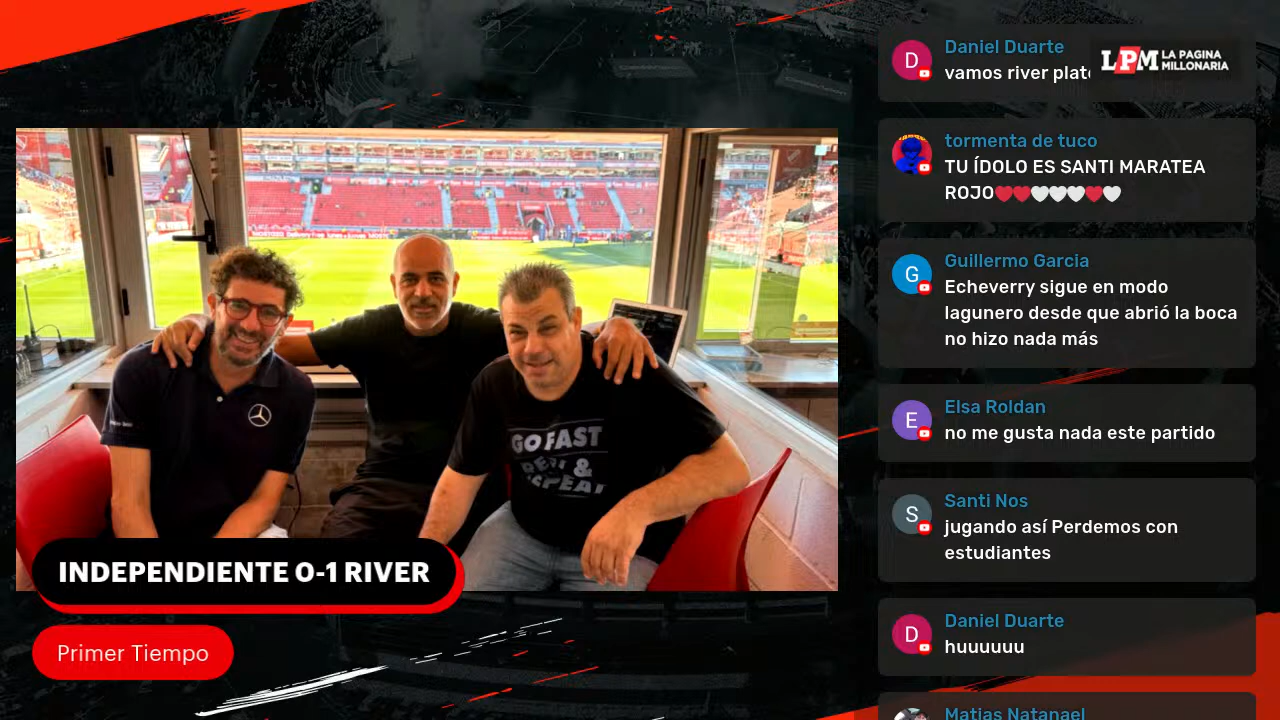 Daniel Duarte
vamos river plat
LPM LA PAGINA
MILLONARIA
D
tormenta de tuco
TU ÍDOLO ES SANTI MARATEA
ROJO❤️❤️🤍🤍🤍❤️🤍
Guillermo Garcia
G
Echeverry sigue en modo
lagunero desde que abrió la boca
no hizo nada más
Elsa Roldan
E
no me gusta nada este partido
Santi Nos
S
jugando así Perdemos con
estudiantes
Daniel Duarte
D
huuuuuu
Matias Natanael
GO FAST
&
INDEPENDIENTE 0-1 RIVER
Primer Tiempo